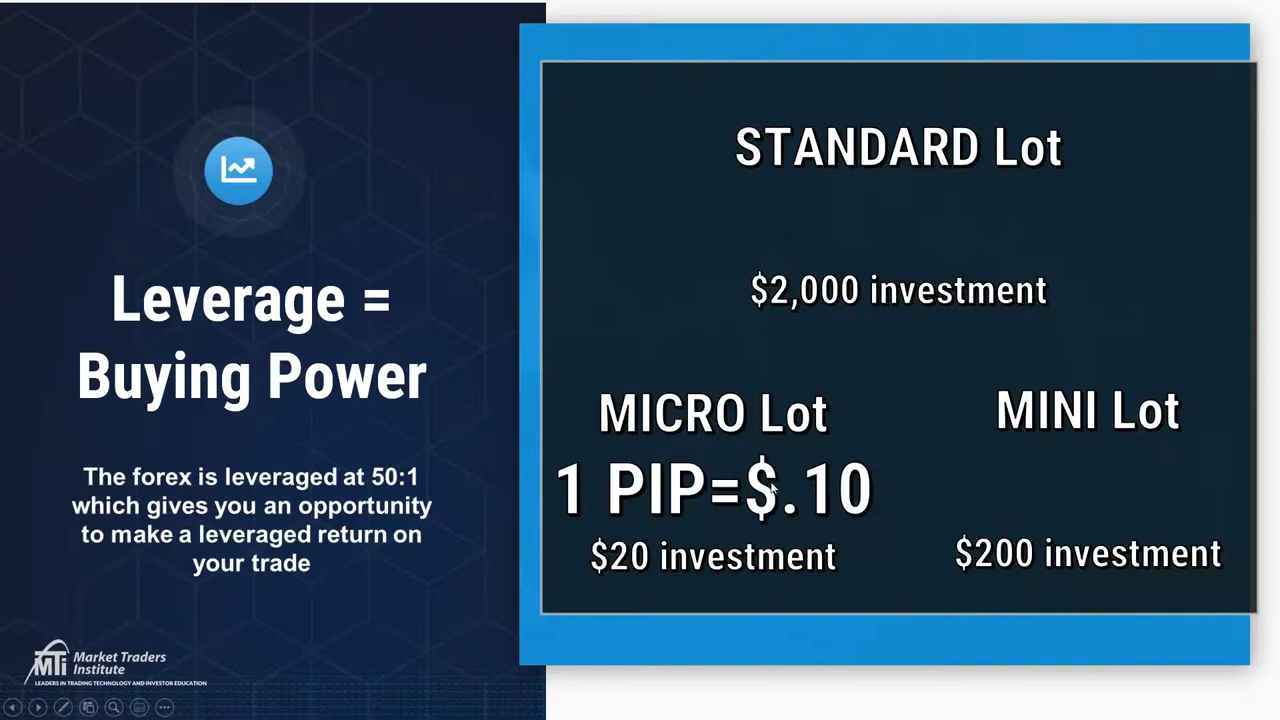 Leverage =
Buying Power
The forex is leveraged at 50:1
which gives you an opportunity
to make a leveraged return on
your trade
MTI
Market Traders
Institute
LEADERS IN TRADING TECHNOLOGY AND INVESTOR EDUCATION
STANDARD Lot
$2,000 investment
MICRO Lot
1 PIP=$.10
$20 investment
MINI Lot
$200 investment